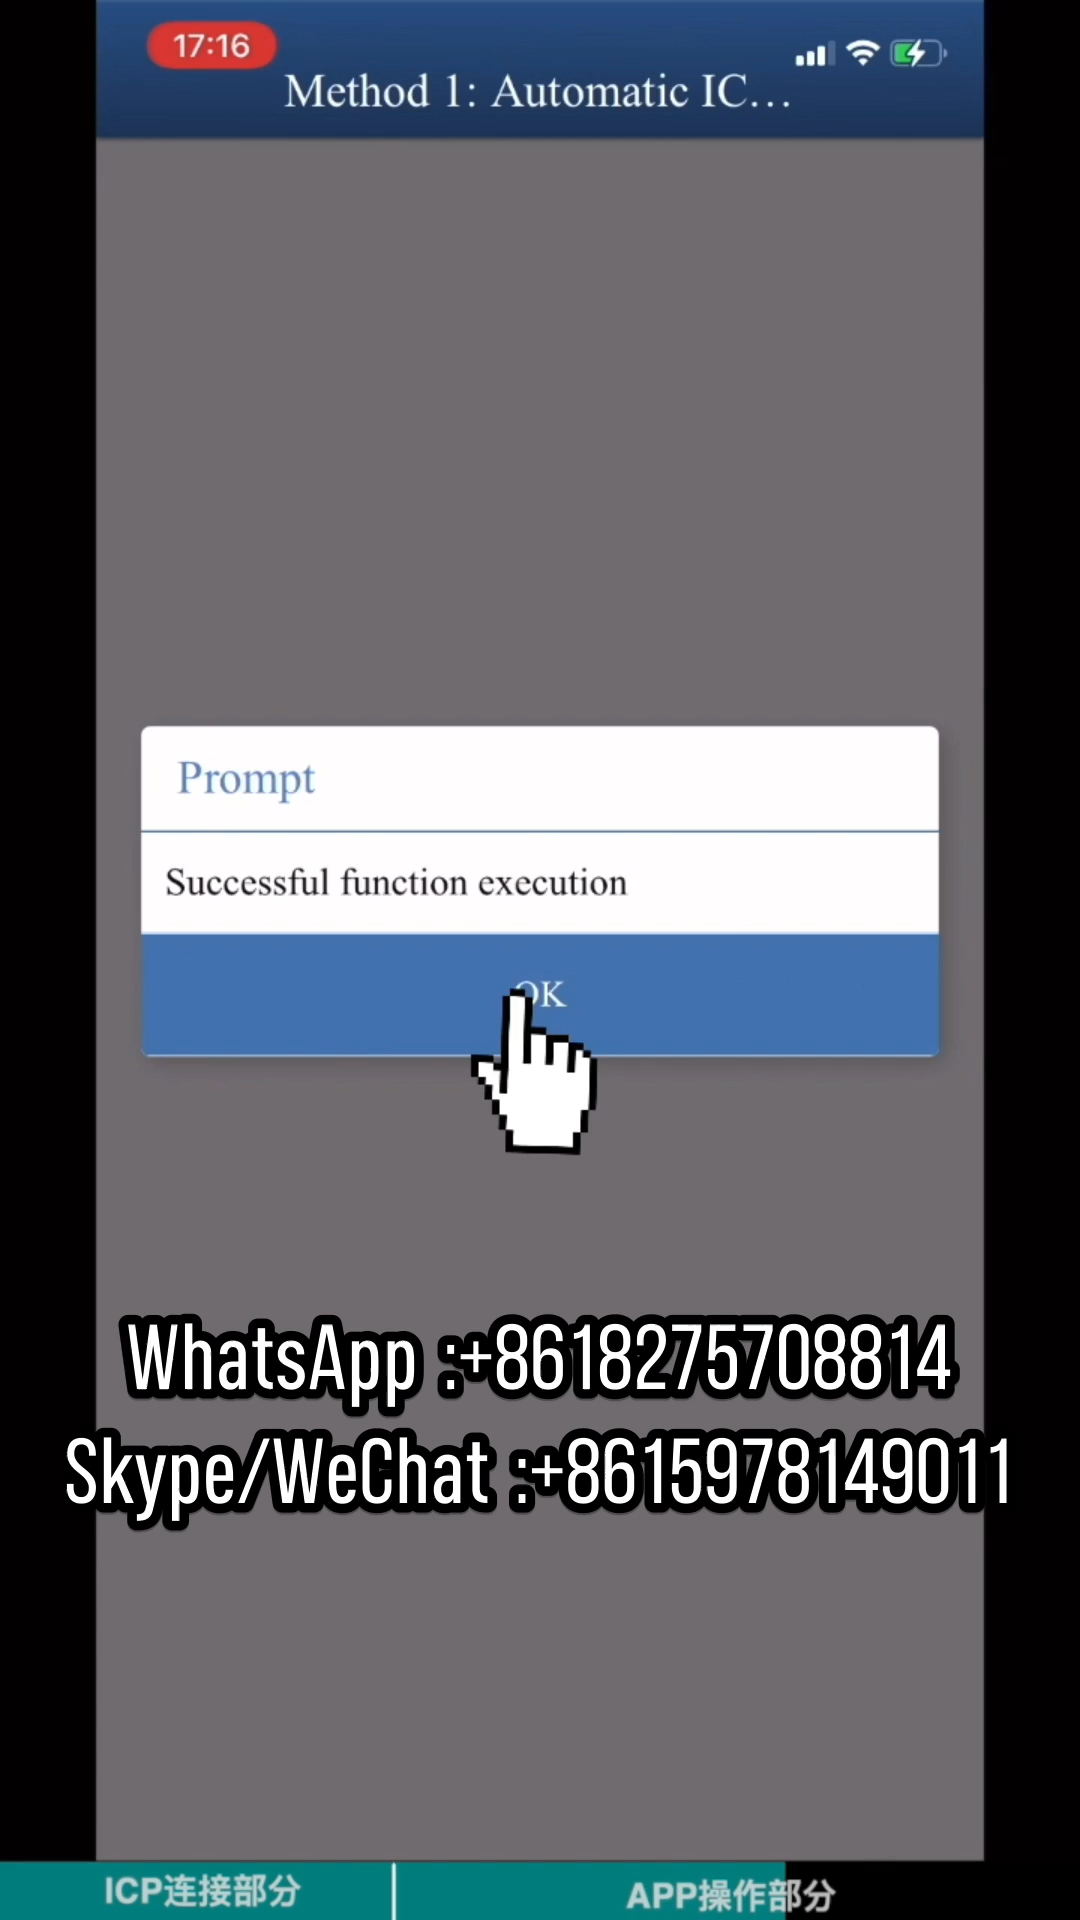 17:16
Method 1: Automatic IC...
Prompt
Successful function execution
OK
WhatsApp :+8618275708814
Skype/WeChat :+8615978149011
ICP连接部分
APP操作部分